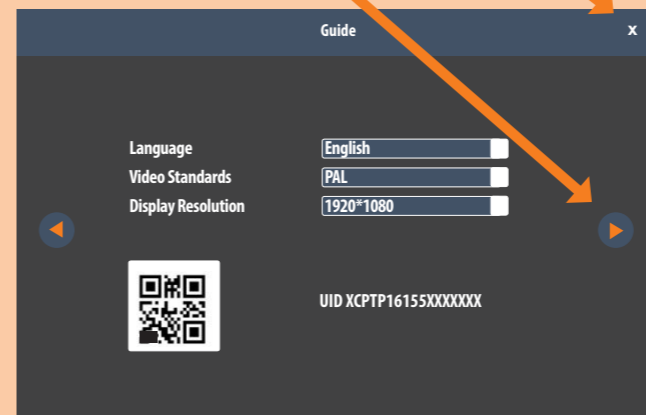 Guide
x
Language English
Video Standards PAL
Display Resolution 1920*1080
UID XCPTP16155XXXXXXX